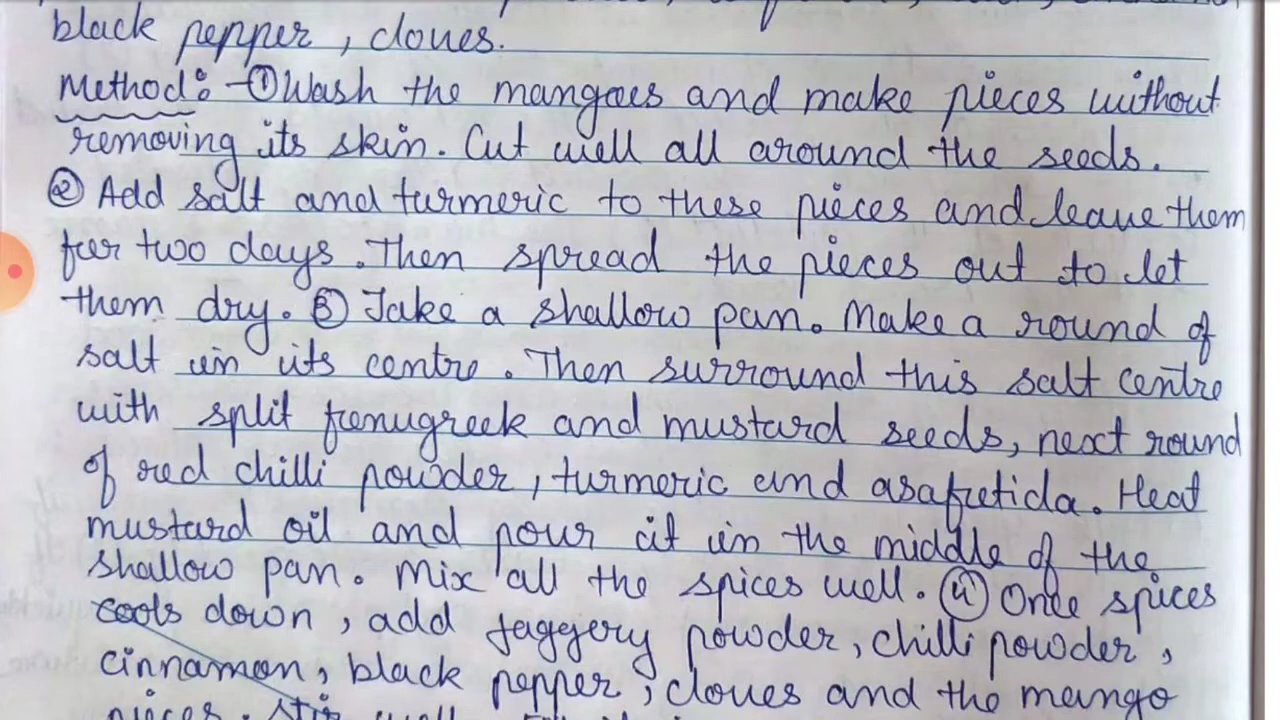 black pepper, cloves.
Method:- ① Wash the mangoes and make pieces without
removing its skin. Cut well all around the seeds.
② Add salt and turmeric to these pieces and leave them
for two days. Then spread the pieces out to let
them dry. ③ Take a shallow pan. Make a round of
salt in its centre. Then surround this salt centre
with split fenugreek and mustard seeds, next round
of red chilli powder, turmeric and asafetida. Heat
mustard oil and pour it in the middle of the
shallow pan. Mix all the spices well. ④ Once spices
cools down, add jaggery powder, chilli powder,
cinnamon, black pepper, cloves and the mango
pieces. Stir well.